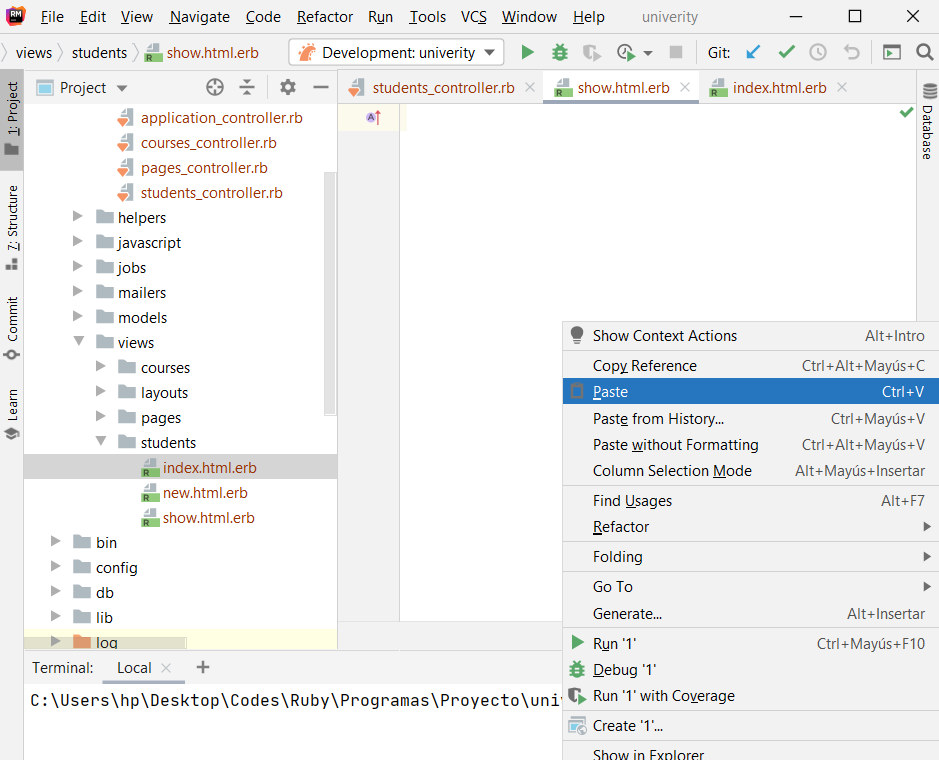 RM File Edit View Navigate Code Refactor Run Tools VCS Window Help univerity
views students show.html.erb Development: univerity Git:
1: Project
7: Structure
Commit
Learn
Project
application_controller.rb
courses_controller.rb
pages_controller.rb
students_controller.rb
helpers
javascript
jobs
mailers
models
views
courses
layouts
pages
students
index.html.erb
new.html.erb
show.html.erb
bin
config
db
lib
log
students_controller.rb show.html.erb index.html.erb
A
Database
Show Context Actions Alt+Intro
Copy Reference Ctrl+Alt+Mayús+C
Paste Ctrl+V
Paste from History... Ctrl+Mayús+V
Paste without Formatting Ctrl+Alt+Mayús+V
Column Selection Mode Alt+Mayús+Insertar
Find Usages Alt+F7
Refactor
Folding
Go To
Generate... Alt+Insertar
Run '1' Ctrl+Mayús+F10
Debug '1'
Run '1' with Coverage
Create '1'...
Show in Explorer
Terminal: Local
C:\Users\hp\Desktop\Codes\Ruby\Programas\Proyecto\uni